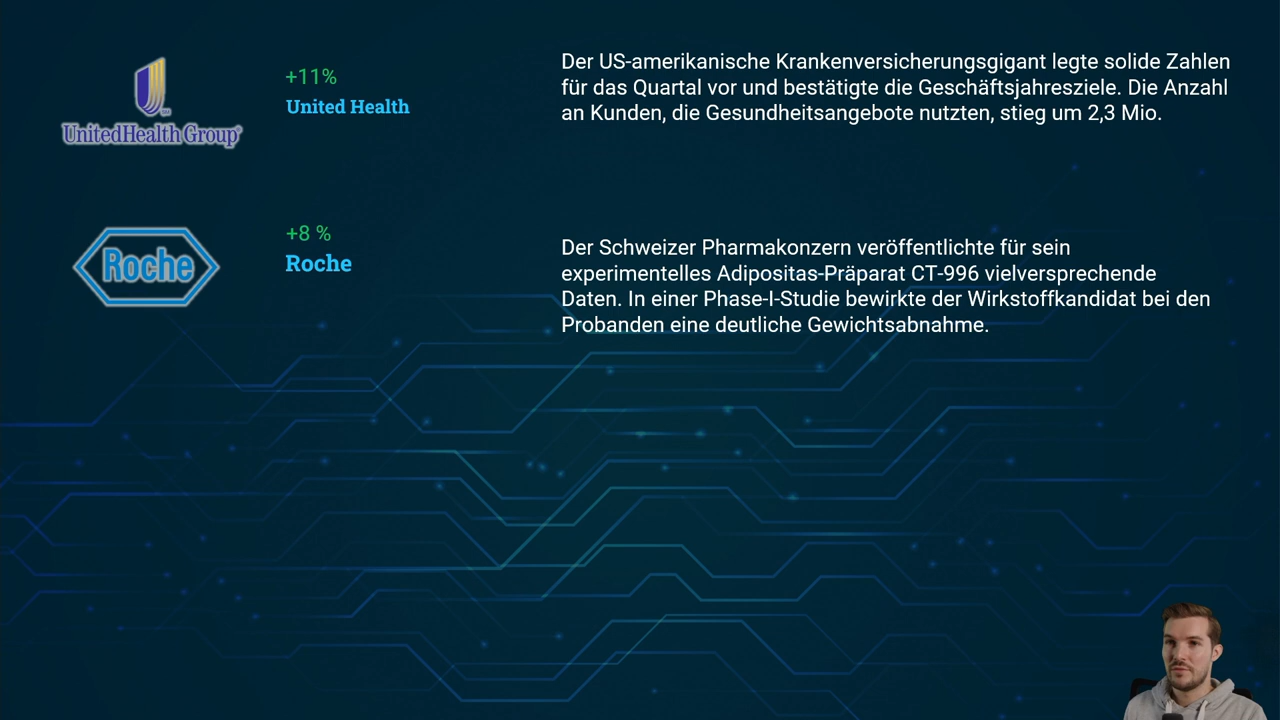 UnitedHealth Group
+11%
United Health
Der US-amerikanische Krankenversicherungsgigant legte solide Zahlen
für das Quartal vor und bestätigte die Geschäftsjahresziele. Die Anzahl
an Kunden, die Gesundheitsangebote nutzten, stieg um 2,3 Mio.
Roche
+8 %
Roche
Der Schweizer Pharmakonzern veröffentlichte für sein
experimentelles Adipositas-Präparat CT-996 vielversprechende
Daten. In einer Phase-I-Studie bewirkte der Wirkstoffkandidat bei den
Probanden eine deutliche Gewichtsabnahme.